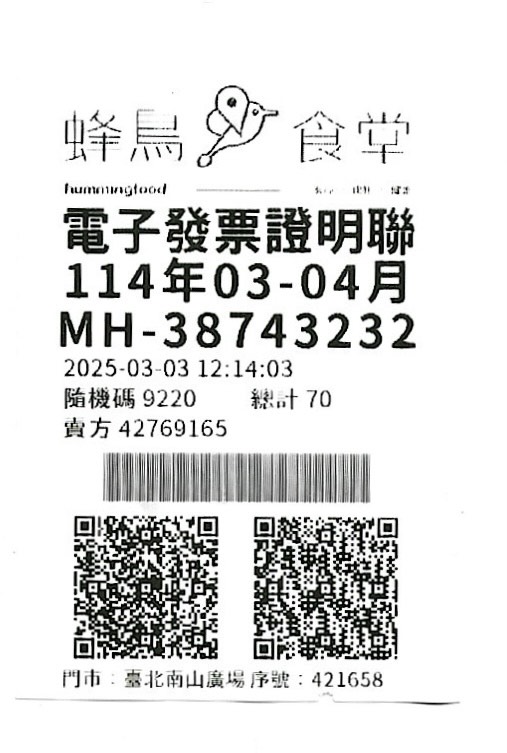 蜂鳥食堂
hummingfood
電子發票證明聯
114年03-04月
MH-38743232
2025-03-03 12:14:03
隨機碼 9220 總計 70
賣方 42769165
門市：臺北南山廣場 序號：421658